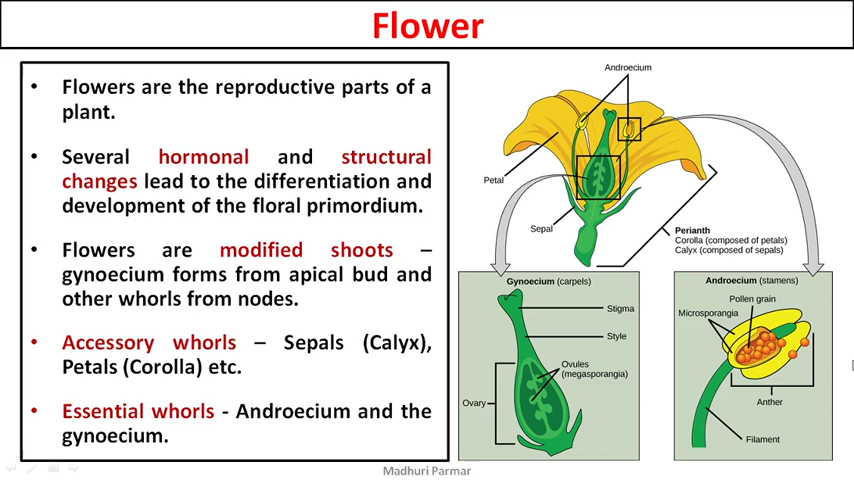 Flower
• Flowers are the reproductive parts of a
plant.
• Several hormonal and structural
changes lead to the differentiation and
development of the floral primordium.
• Flowers are modified shoots –
gynoecium forms from apical bud and
other whorls from nodes.
• Accessory whorls – Sepals (Calyx),
Petals (Corolla) etc.
• Essential whorls - Androecium and the
gynoecium.
Androecium
Petal
Sepal
Perianth
Corolla (composed of petals)
Calyx (composed of sepals)
Gynoecium (carpels)
Stigma
Style
Ovules
(megasporangia)
Ovary
Androecium (stamens)
Pollen grain
Microsporangia
Anther
Filament
Madhuri Parmar